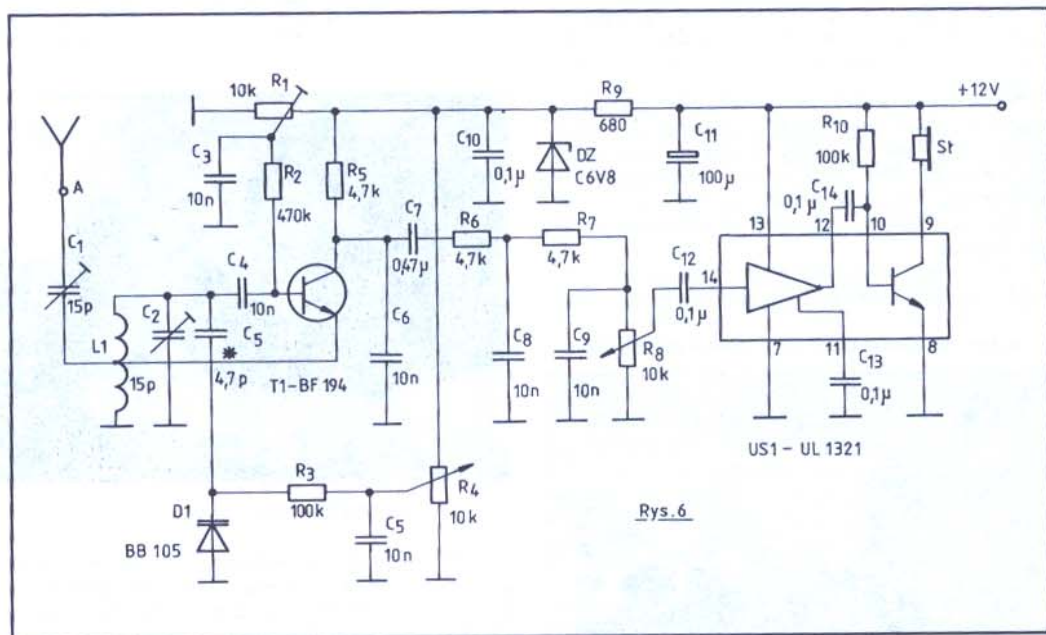 10k
R1
R9
680
+12V
C3
10n
R2
470k
R5
4,7k
C10
0,1µ
DZ
C6V8
C11
100µ
R10
100k
Sł
A
C1
15p
C4
10n
C7
0,47µ
R6
4,7k
R7
4,7k
C14
0,1µ
12
10
9
13
C12
0,1µ
14
L1
15p
C2
C5
*
4,7p
T1-BF 194
C6
10n
C8
10n
C9
10n
R8
10k
7
11
8
C13
0,1µ
US1 - UL 1321
D1
BB 105
R3
100k
C5
10n
R4
10k
Rys.6